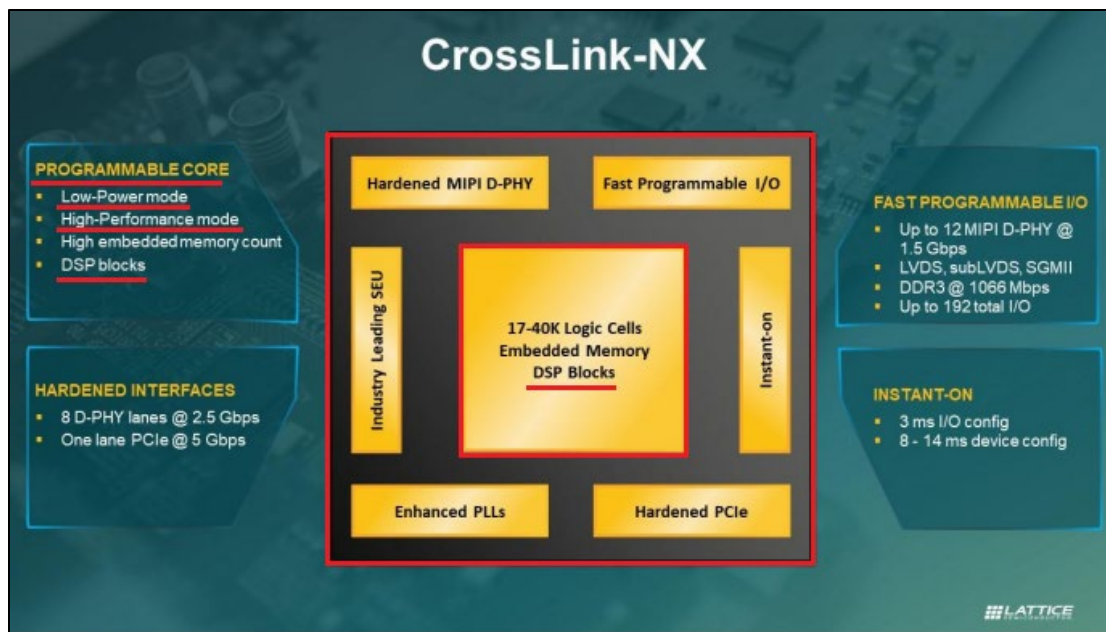 CrossLink-NX
PROGRAMMABLE CORE
Low-Power mode
High-Performance mode
High embedded memory count
DSP blocks
HARDENED INTERFACES
8 D-PHY lanes @ 2.5 Gbps
One lane PCIe @ 5 Gbps
Hardened MIPI D-PHY
Fast Programmable I/O
Industry Leading SEU
17-40K Logic Cells
Embedded Memory
DSP Blocks
Instant-on
Enhanced PLLs
Hardened PCIe
FAST PROGRAMMABLE I/O
Up to 12 MIPI D-PHY @
1.5 Gbps
LVDS, subLVDS, SGMII
DDR3 @ 1066 Mbps
Up to 192 total I/O
INSTANT-ON
3 ms I/O config
8 - 14 ms device config
LATTICE
SEMICONDUCTOR